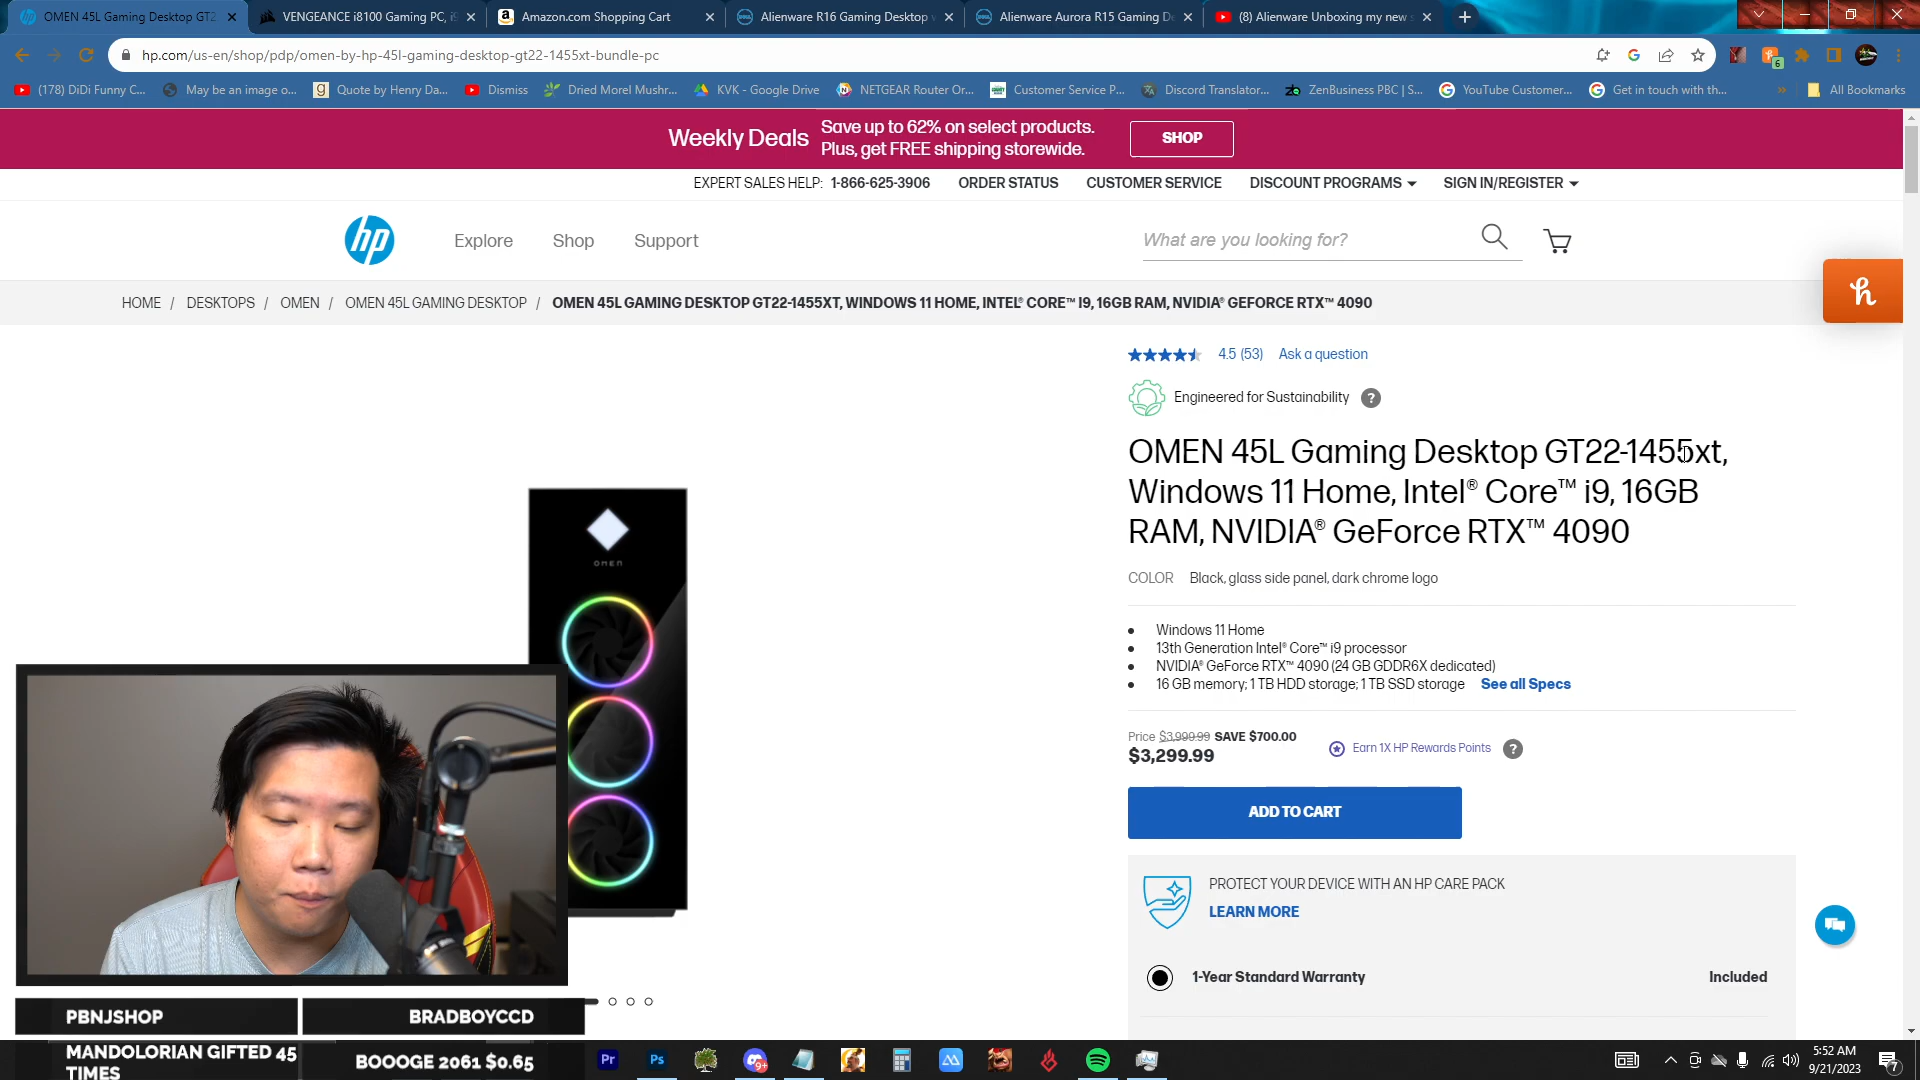 OMEN 45L Gaming Desktop GT2
VENGEANCE i8100 Gaming PC, i9
Amazon.com Shopping Cart
Alienware R16 Gaming Desktop w
Alienware Aurora R15 Gaming De
(8) Alienware Unboxing my new s
hp.com/us-en/shop/pdp/omen-by-hp-45l-gaming-desktop-gt22-1455xt-bundle-pc
6
(178) DiDi Funny C...
May be an image o...
Quote by Henry Da...
Dismiss
Dried Morel Mushr...
KVK - Google Drive
NETGEAR Router Or...
Customer Service P...
Discord Translator...
ZenBusiness PBC | S...
YouTube Customer...
Get in touch with th...
All Bookmarks
Weekly Deals
Save up to 62% on select products.
Plus, get FREE shipping storewide.
SHOP
EXPERT SALES HELP: 1-866-625-3906
ORDER STATUS
CUSTOMER SERVICE
DISCOUNT PROGRAMS
SIGN IN/REGISTER
hp
Explore
Shop
Support
What are you looking for?
HOME / DESKTOPS / OMEN / OMEN 45L GAMING DESKTOP / OMEN 45L GAMING DESKTOP GT22-1455XT, WINDOWS 11 HOME, INTEL® CORE™ I9, 16GB RAM, NVIDIA® GEFORCE RTX™ 4090
4.5 (53) Ask a question
Engineered for Sustainability ?
OMEN 45L Gaming Desktop GT22-1455xt,
Windows 11 Home, Intel® Core™ i9, 16GB
RAM, NVIDIA® GeForce RTX™ 4090
COLOR Black, glass side panel, dark chrome logo
Windows 11 Home
13th Generation Intel® Core™ i9 processor
NVIDIA® GeForce RTX™ 4090 (24 GB GDDR6X dedicated)
16 GB memory; 1 TB HDD storage; 1 TB SSD storage See all Specs
Price $3,999.99 SAVE $700.00
$3,299.99
Earn 1X HP Rewards Points ?
ADD TO CART
PROTECT YOUR DEVICE WITH AN HP CARE PACK
LEARN MORE
1-Year Standard Warranty Included
OMEN
PBNJSHOP
BRADBOYCCD
MANDOLORIAN GIFTED 45
TIMES
BOOOGE 2061 $0.65
Pr
Ps
9+
5:52 AM
9/21/2023
7